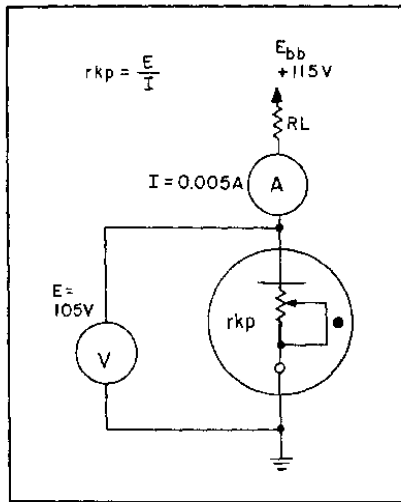 rkp = E/I
Ebb
+115V
RL
I = 0.005A
A
E =
105V
V
rkp